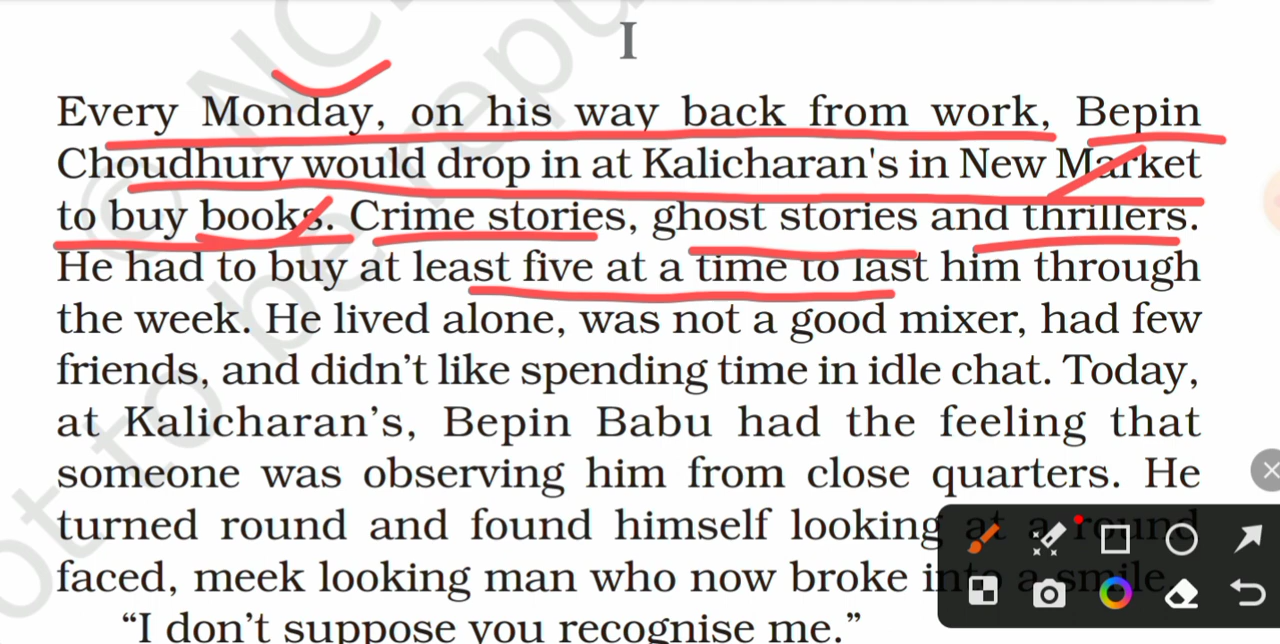 I
Every Monday, on his way back from work, Bepin
Choudhury would drop in at Kalicharan's in New Market
to buy books. Crime stories, ghost stories and thrillers.
He had to buy at least five at a time to last him through
the week. He lived alone, was not a good mixer, had few
friends, and didn’t like spending time in idle chat. Today,
at Kalicharan’s, Bepin Babu had the feeling that
someone was observing him from close quarters. He
turned round and found himself looking at a round
faced, meek looking man who now broke into a smile.
“I don’t suppose you recognise me.”